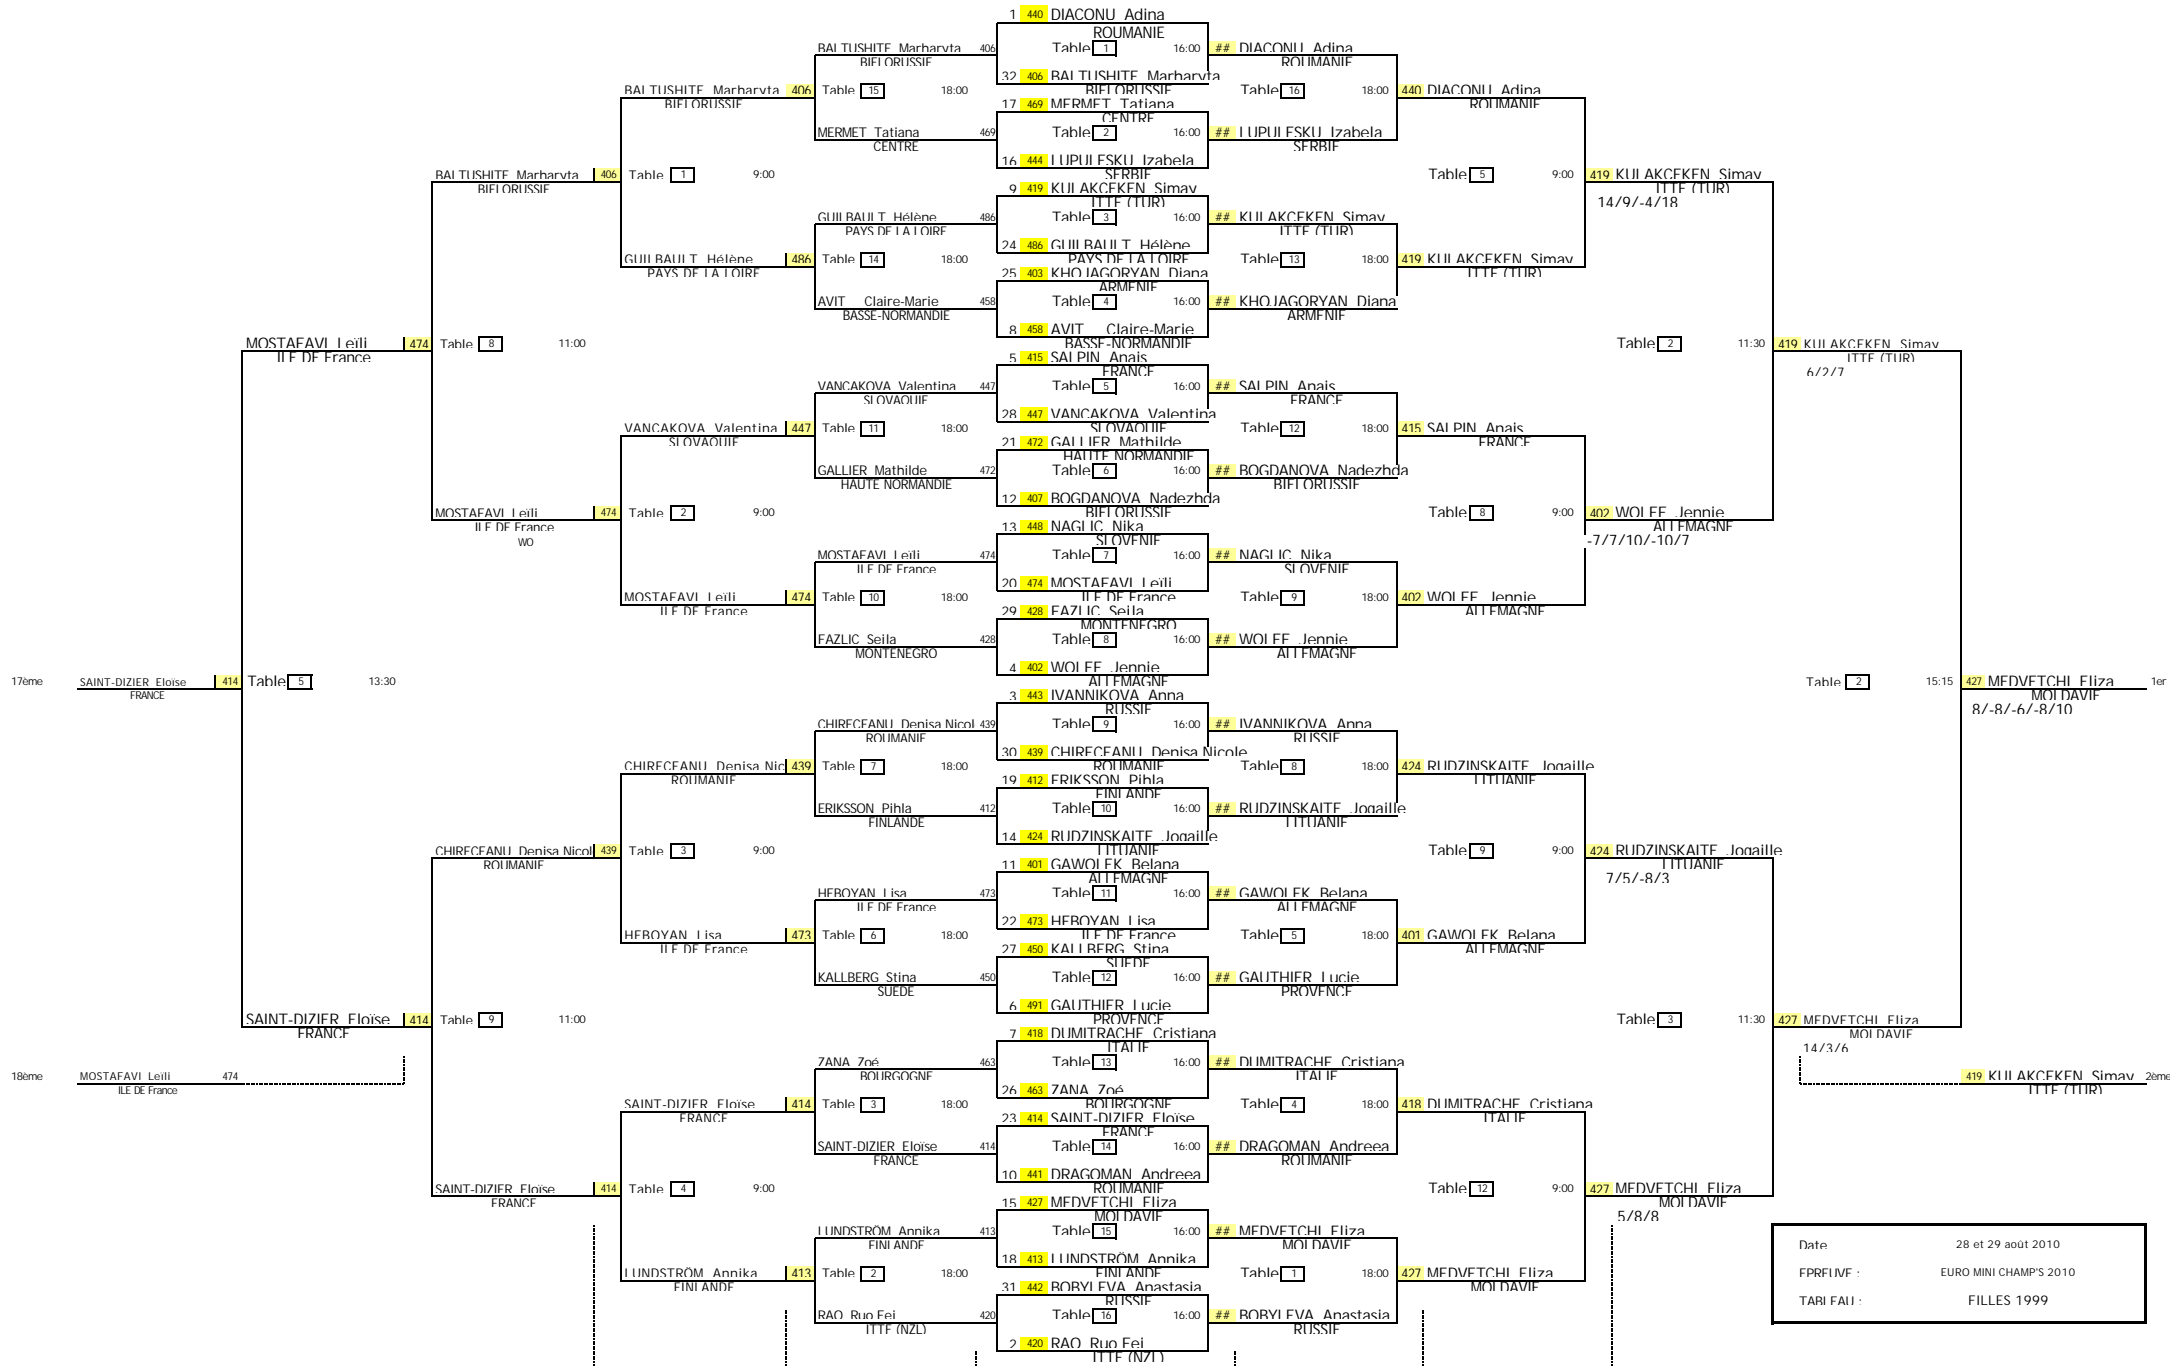 1 440 DIACONU Adina
ROUMANIE
BALTUSHITE Marharyta 406 Table 1 16:00 ## DIACONU Adina
BIELORUSSIE ROUMANIE
32 406 BALTUSHITE Marharyta
BALTUSHITE Marharyta 406 Table 15 18:00 BIELORUSSIE Table 16 18:00 440 DIACONU Adina
BIELORUSSIE ROUMANIE
17 469 MERMET Tatiana
CENTRE
MERMET Tatiana 469 Table 2 16:00 ## LUPULESKU Izabela
CENTRE SERBIE
16 444 LUPULESKU Izabela
SERBIE
BALTUSHITE Marharyta 406 Table 1 9:00 Table 5 9:00 419 KULAKCEKEN Simay
BIELORUSSIE ITTF (TUR)
9 419 KULAKCEKEN Simay
ITTF (TUR) 14/9/-4/18
GUILBAULT Hélène 486 Table 3 16:00 ## KULAKCEKEN Simay
PAYS DE LA LOIRE ITTF (TUR)
24 486 GUILBAULT Hélène
GUILBAULT Hélène 486 Table 14 18:00 PAYS DE LA LOIRE Table 13 18:00 419 KULAKCEKEN Simay
PAYS DE LA LOIRE ITTF (TUR)
25 403 KHOJAGORYAN Diana
ARMENIE
AVIT Claire-Marie 458 Table 4 16:00 ## KHOJAGORYAN Diana
BASSE-NORMANDIE ARMENIE
8 458 AVIT Claire-Marie
BASSE-NORMANDIE
MOSTAFAVI Leïli 474 Table 8 11:00 Table 2 11:30 419 KULAKCEKEN Simay
ILE DE France ITTF (TUR)
5 415 SALPIN Anais
FRANCE 6/2/7
VANCAKOVA Valentina 447 Table 5 16:00 ## SALPIN Anais
SLOVAQUIE FRANCE
28 447 VANCAKOVA Valentina
VANCAKOVA Valentina 447 Table 11 18:00 SLOVAQUIE Table 12 18:00 415 SALPIN Anais
SLOVAQUIE FRANCE
21 472 GALLIER Mathilde
HAUTE NORMANDIE
GALLIER Mathilde 472 Table 6 16:00 ## BOGDANOVA Nadezhda
HAUTE NORMANDIE BIELORUSSIE
12 407 BOGDANOVA Nadezhda
BIELORUSSIE
MOSTAFAVI Leïli 474 Table 2 9:00 Table 8 9:00 402 WOLFF Jennie
ILE DE France ALLEMAGNE
13 448 NAGLIC Nika
WO SLOVENIE -7/7/10/-10/7
MOSTAFAVI Leïli 474 Table 7 16:00 ## NAGLIC Nika
ILE DE France SLOVENIE
20 474 MOSTAFAVI Leïli
MOSTAFAVI Leïli 474 Table 10 18:00 ILE DE France Table 9 18:00 402 WOLFF Jennie
ILE DE France ALLEMAGNE
29 428 FAZLIC Sejla
MONTENEGRO
FAZLIC Sejla 428 Table 8 16:00 ## WOLFF Jennie
MONTENEGRO ALLEMAGNE
4 402 WOLFF Jennie
ALLEMAGNE
17ème SAINT-DIZIER Eloïse 414 Table 5 13:30 Table 2 15:15 427 MEDVETCHI Eliza 1er
FRANCE MOLDAVIE
3 443 IVANNIKOVA Anna
RUSSIE 8/-8/-6/-8/10
CHIRECEANU Denisa Nicol 439 Table 9 16:00 ## IVANNIKOVA Anna
ROUMANIE RUSSIE
30 439 CHIRECEANU Denisa Nicole
CHIRECEANU Denisa Nic 439 Table 7 18:00 ROUMANIE Table 8 18:00 424 RUDZINSKAITE Jogaille
ROUMANIE LITUANIE
19 412 ERIKSSON Pihla
FINLANDE
ERIKSSON Pihla 412 Table 10 16:00 ## RUDZINSKAITE Jogaille
FINLANDE LITUANIE
14 424 RUDZINSKAITE Jogaille
LITUANIE
CHIRECEANU Denisa Nicol 439 Table 3 9:00 Table 9 9:00 424 RUDZINSKAITE Jogaille
ROUMANIE LITUANIE
11 401 GAWOLEK Belana
ALLEMAGNE 7/5/-8/3
HEBOYAN Lisa 473 Table 11 16:00 ## GAWOLEK Belana
ILE DE France ALLEMAGNE
22 473 HEBOYAN Lisa
HEBOYAN Lisa 473 Table 6 18:00 ILE DE France Table 5 18:00 401 GAWOLEK Belana
ILE DE France ALLEMAGNE
27 450 KALLBERG Stina
SUEDE
KALLBERG Stina 450 Table 12 16:00 ## GAUTHIER Lucie
SUEDE PROVENCE
6 491 GAUTHIER Lucie
PROVENCE
SAINT-DIZIER Eloïse 414 Table 9 11:00 Table 3 11:30 427 MEDVETCHI Eliza
FRANCE MOLDAVIE
7 418 DUMITRACHE Cristiana
ITALIE 14/3/6
ZANA Zoé 463 Table 13 16:00 ## DUMITRACHE Cristiana
BOURGOGNE ITALIE
18ème MOSTAFAVI Leïli 474 419 KULAKCEKEN Simay 2ème
ILE DE France ITTF (TUR)
26 463 ZANA Zoé
SAINT-DIZIER Eloïse 414 Table 3 18:00 BOURGOGNE Table 4 18:00 418 DUMITRACHE Cristiana
FRANCE ITALIE
23 414 SAINT-DIZIER Eloïse
FRANCE
SAINT-DIZIER Eloïse 414 Table 14 16:00 ## DRAGOMAN Andreea
FRANCE ROUMANIE
10 441 DRAGOMAN Andreea
ROUMANIE
SAINT-DIZIER Eloïse 414 Table 4 9:00 Table 12 9:00 427 MEDVETCHI Eliza
FRANCE MOLDAVIE
15 427 MEDVETCHI Eliza
MOLDAVIE 5/8/8
LUNDSTRÖM Annika 413 Table 15 16:00 ## MEDVETCHI Eliza
FINLANDE MOLDAVIE
18 413 LUNDSTRÖM Annika
LUNDSTRÖM Annika 413 Table 2 18:00 FINLANDE Table 1 18:00 427 MEDVETCHI Eliza
FINLANDE MOLDAVIE
31 442 BOBYLEVA Anastasia
RUSSIE
RAO Ruo Fei 420 Table 16 16:00 ## BOBYLEVA Anastasia
ITTF (NZL) RUSSIE
2 420 RAO Ruo Fei
ITTF (NZL)
Date 28 et 29 août 2010
EPREUVE : EURO MINI CHAMP'S 2010
TABLEAU : FILLES 1999